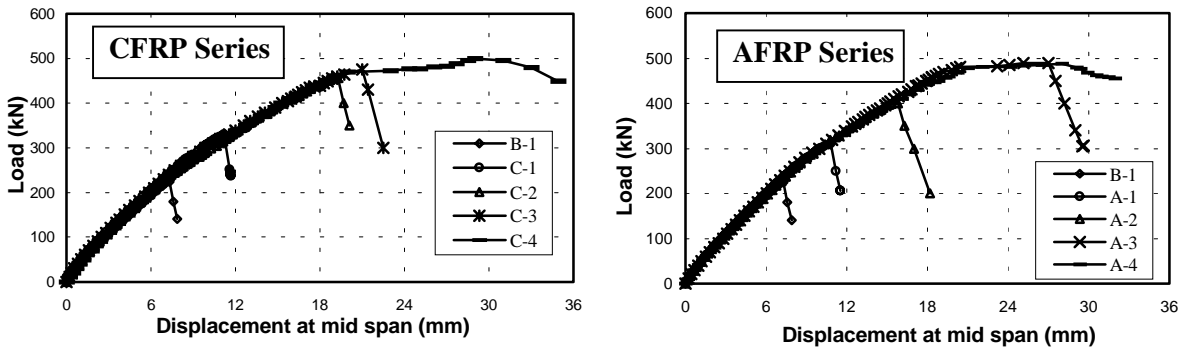 CFRP Series
Load (kN)
600
500
400
300
200
100
0
0 6 12 18 24 30 36
Displacement at mid span (mm)
B-1
C-1
C-2
C-3
C-4
AFRP Series
Load (kN)
600
500
400
300
200
100
0
0 6 12 18 24 30 36
Displacement at mid span (mm)
B-1
A-1
A-2
A-3
A-4